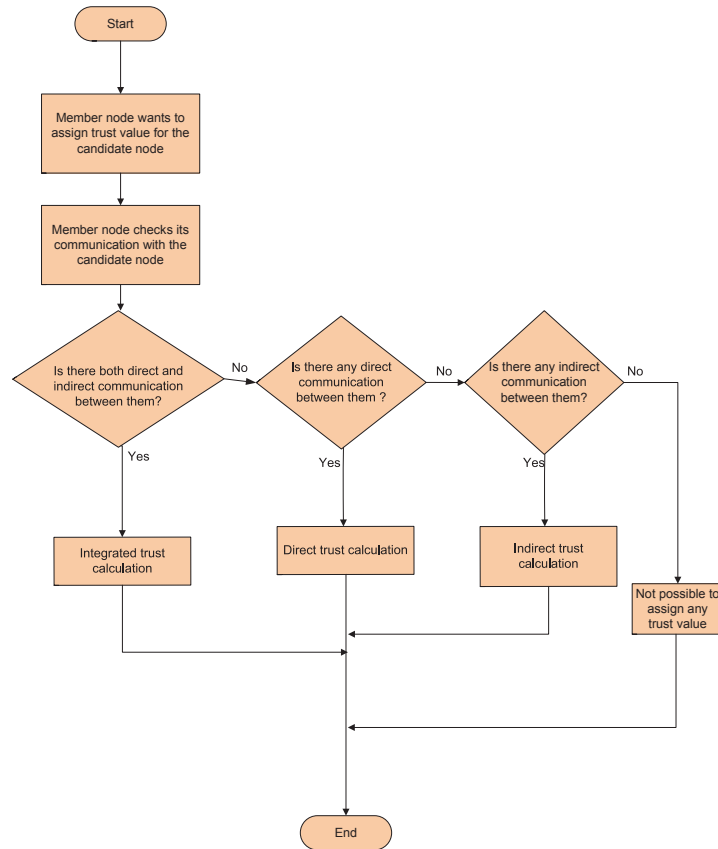 Start
Member node wants to
assign trust value for the
candidate node
Member node checks its
communication with the
candidate node
Is there both direct and
indirect communication
between them?
No
Is there any direct
communication
between them ?
No
Is there any indirect
communication
between them?
No
Yes
Yes
Yes
Integrated trust
calculation
Direct trust calculation
Indirect trust
calculation
Not possible to
assign any
trust value
End